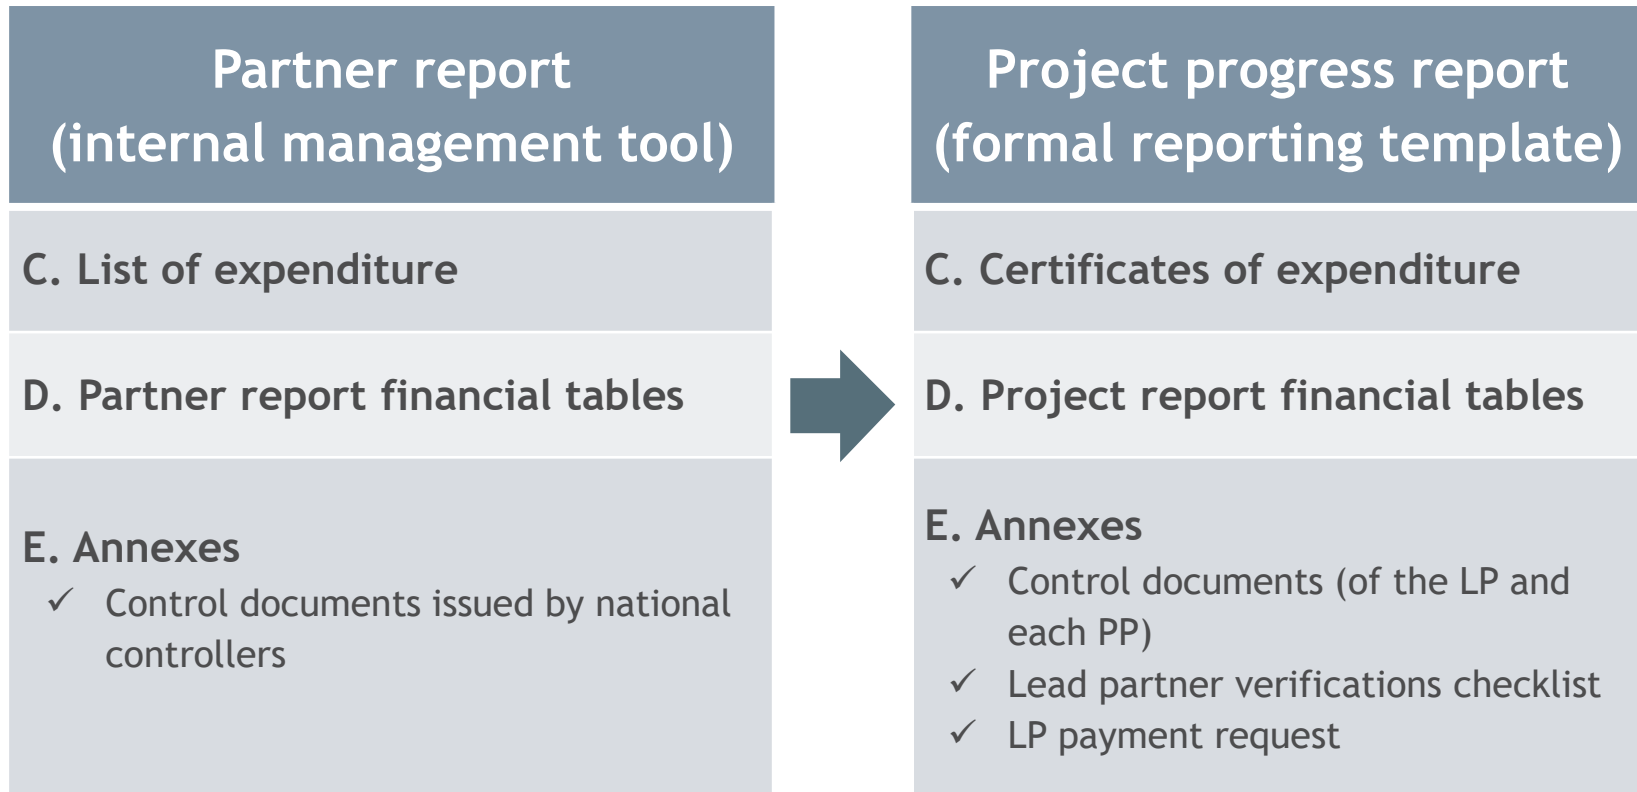 Partner report
(internal management tool)
C. List of expenditure
D. Partner report financial tables
E. Annexes
✓ Control documents issued by national
controllers
Project progress report
(formal reporting template)
C. Certificates of expenditure
D. Project report financial tables
E. Annexes
✓ Control documents (of the LP and
each PP)
✓ Lead partner verifications checklist
✓ LP payment request